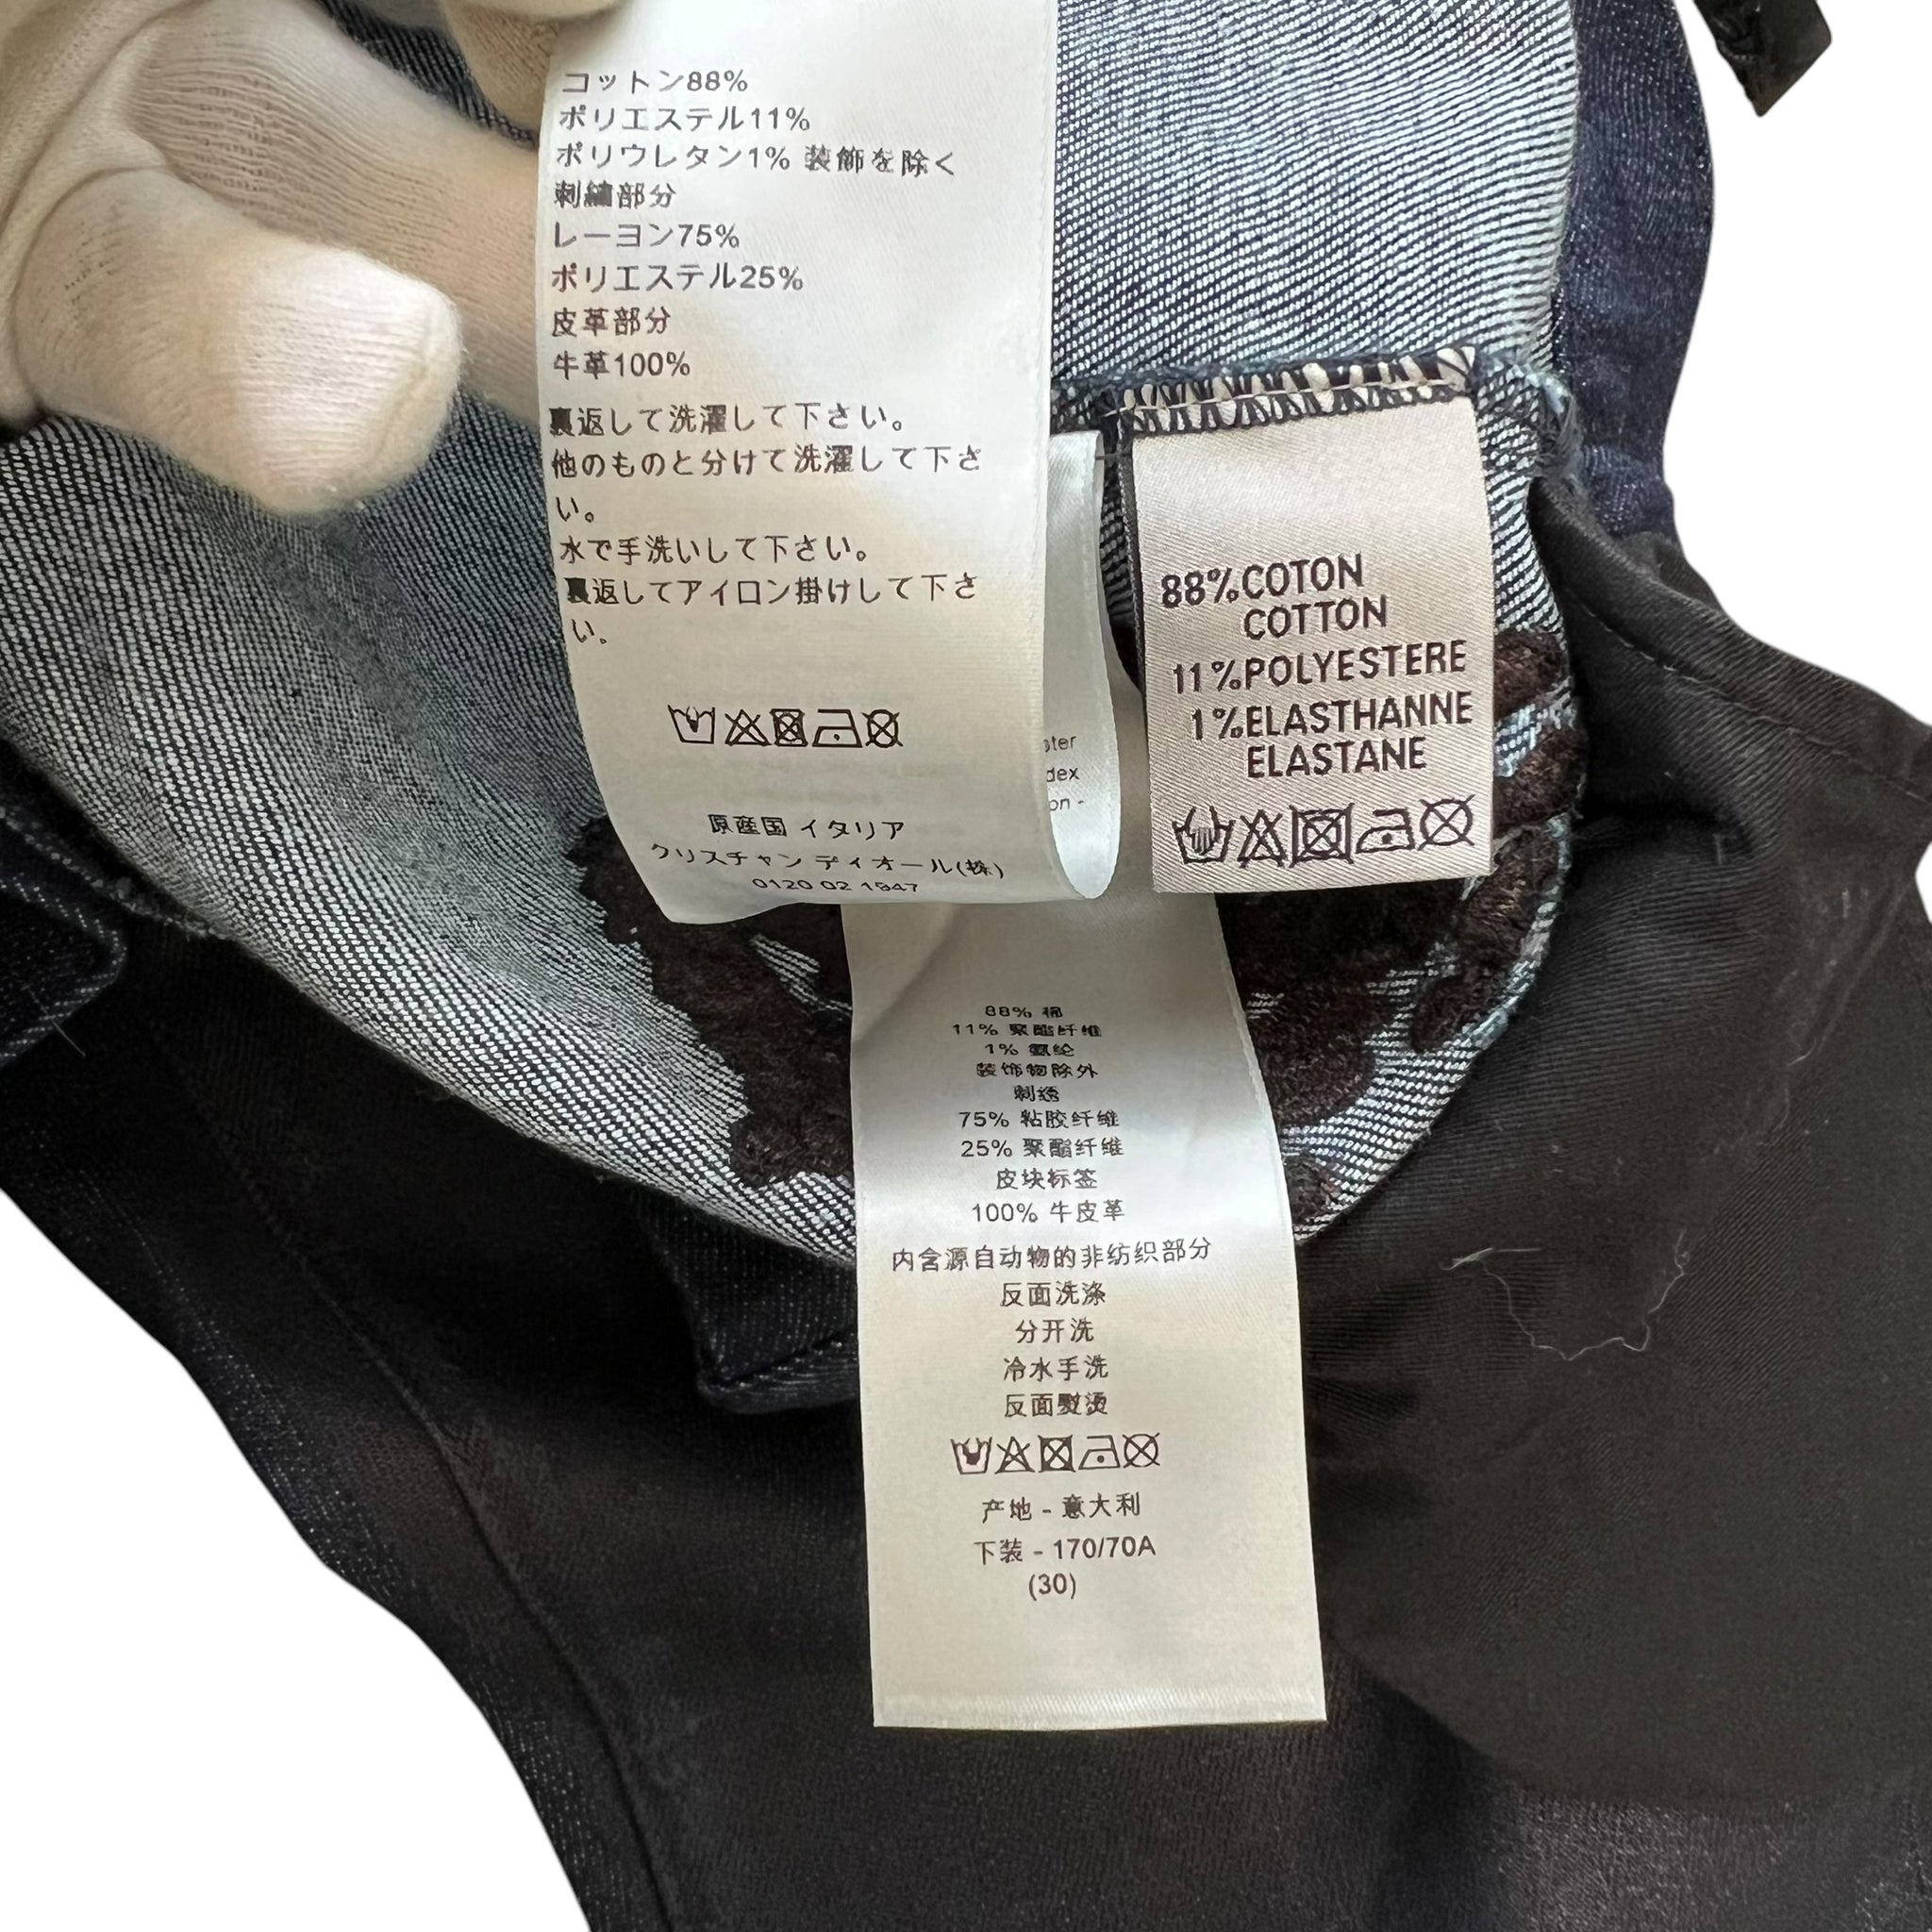 コットン88%
ポリエステル11%
ポリウレタン1% 装飾を除く
刺繍部分
レーヨン75%
ポリエステル25%
皮革部分
牛革100%
裏返して洗濯して下さい。
他のものと分けて洗濯して下さ
い。
水で手洗いして下さい。
裏返してアイロン掛けして下さ
い。
原産国 イタリア
クリスチャン ディオール(株)
0120 02 1947
88%COTON
COTTON
11%POLYESTERE
1%ELASTHANNE
ELASTANE
88% 棉
11% 聚酯纤维
1% 氨纶
装饰物除外
刺绣
75% 粘胶纤维
25% 聚酯纤维
皮块标签
100% 牛皮革
内含源自动物的非纺织部分
反面洗涤
分开洗
冷水手洗
反面熨烫
产地 - 意大利
下装 - 170/70A
(30)